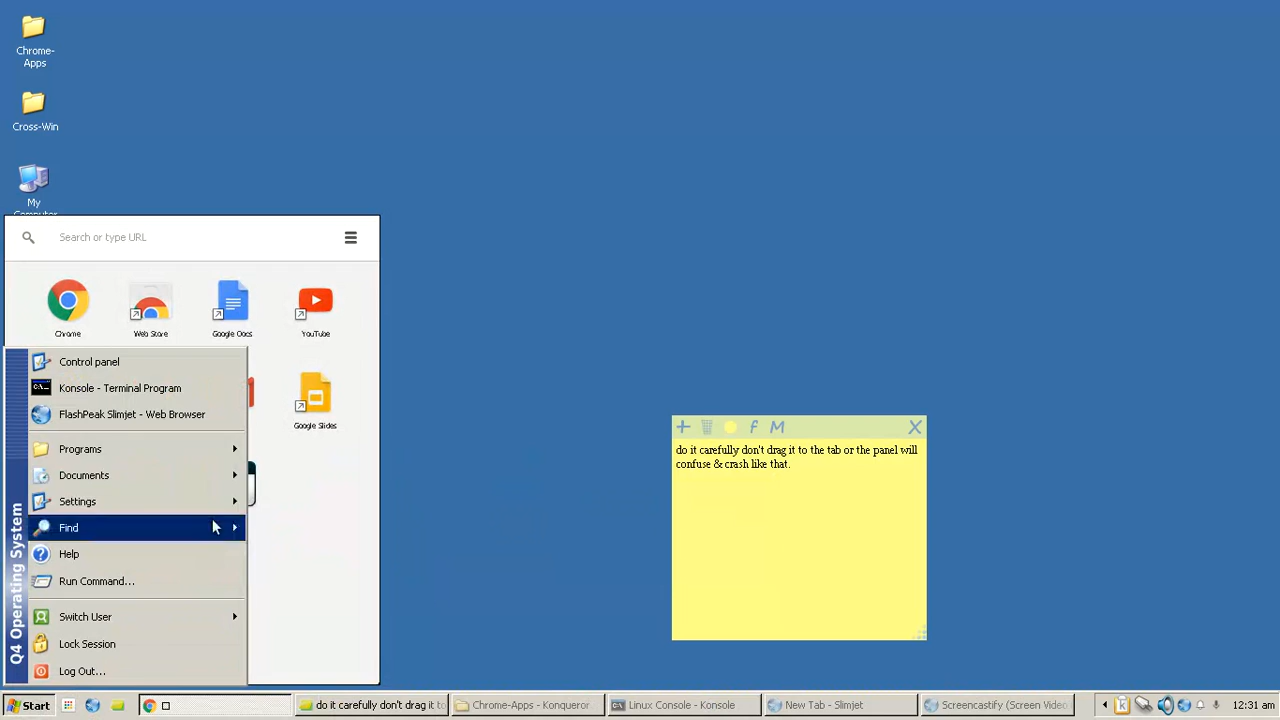 Chrome-
Apps
Cross-Win
My
Computer
Search or type URL
Chrome
Web Store
Google Docs
YouTube
Google Slides
Control panel
Konsole - Terminal Program
FlashPeak Slimjet - Web Browser
Programs
Documents
Settings
Find
Help
Run Command...
Switch User
Lock Session
Log Out...
Q4 Operating System
f
M
X
do it carefully don't drag it to the tab or the panel will
confuse & crash like that.
Start
do it carefully don't drag it to
Chrome-Apps - Konqueror
Linux Console - Konsole
New Tab - Slimjet
Screencastify (Screen Video
k
12:31 am